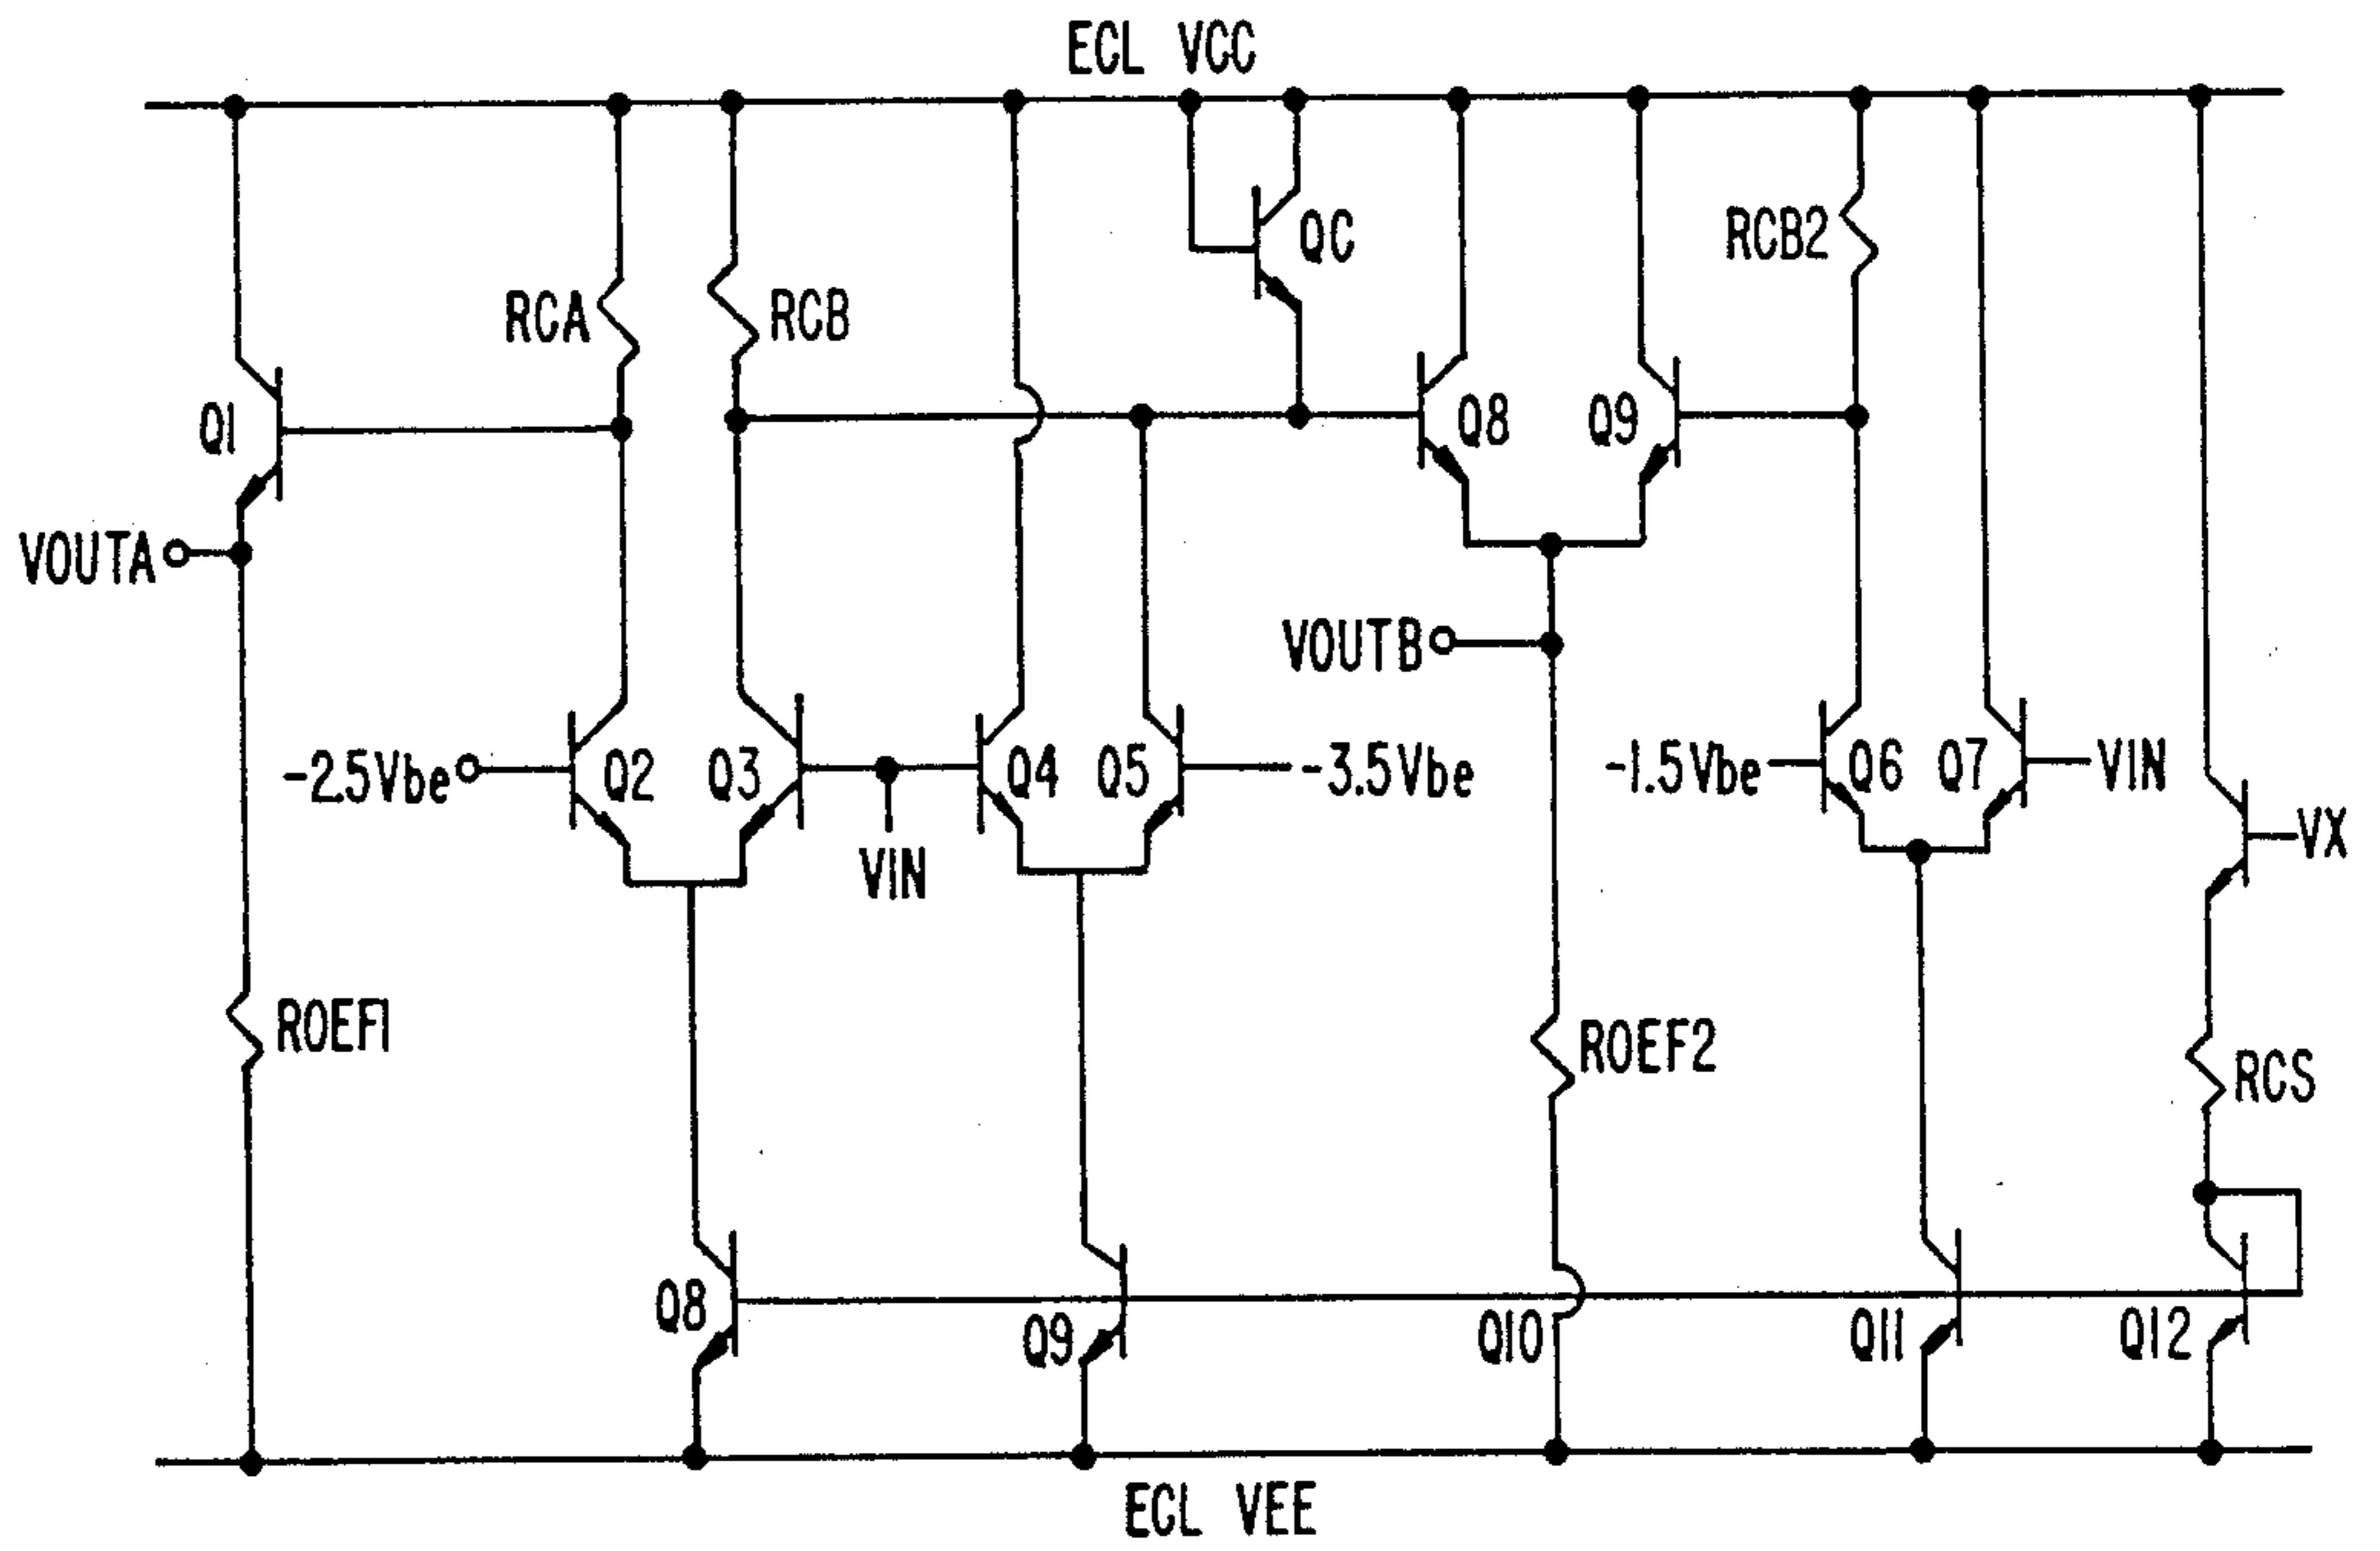 ECL VCC
QC
RCB2
RCA
RCB
Q1
Q8
Q9
VOUTA
VOUTB
-2.5Vbe
Q2
Q3
Q4
Q5
-3.5Vbe
-1.5Vbe
Q6
Q7
VIN
VX
VIN
ROEF1
ROEF2
RCS
Q8
Q9
Q10
Q11
Q12
ECL VEE